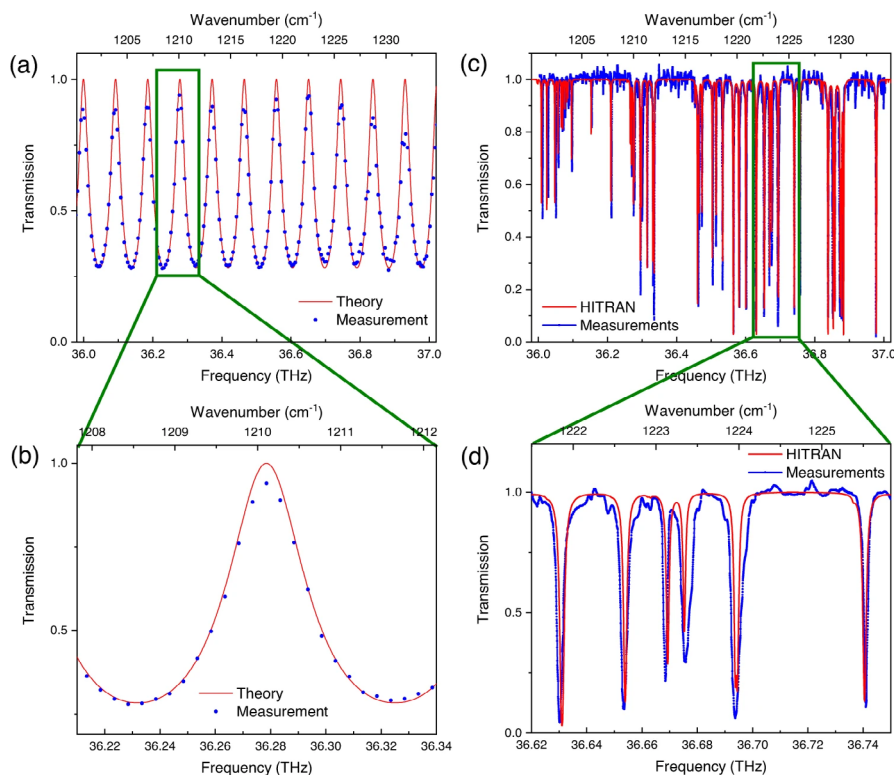 Wavenumber (cm⁻¹)
1205 1210 1215 1220 1225 1230
(a)
1.0
0.5
0.0
Transmission
Theory
Measurement
36.0 36.2 36.4 36.6 36.8 37.0
Frequency (THz)
Wavenumber (cm⁻¹)
1205 1210 1215 1220 1225 1230
(c)
1.0
0.8
0.6
0.4
0.2
0.0
Transmission
HITRAN
Measurements
36.0 36.2 36.4 36.6 36.8 37.0
Frequency (THz)
Wavenumber (cm⁻¹)
1208 1209 1210 1211 1212
(b)
1.0
0.5
Transmission
Theory
Measurement
36.22 36.24 36.26 36.28 36.30 36.32 36.34
Frequency (THz)
Wavenumber (cm⁻¹)
1222 1223 1224 1225
(d)
HITRAN
Measurements
1.0
0.5
0.0
Transmission
36.62 36.64 36.66 36.68 36.70 36.72 36.74
Frequency (THz)